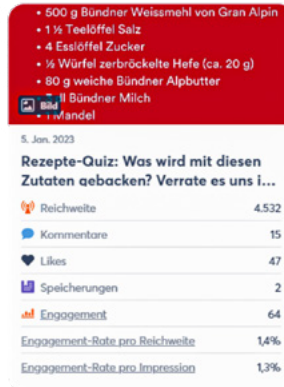 • 500 g Bündner Weissmehl von Gran Alpin
• 1 ½ Teelöffel Salz
• 4 Esslöffel Zucker
• ½ Würfel zerbröckelte Hefe (ca. 20 g)
• 80 g weiche Bündner Alpbutter
dl Bündner Milch
Mandel
Bild
5. Jan. 2023
Rezepte-Quiz: Was wird mit diesen
Zutaten gebacken? Verrate es uns i...
Reichweite 4.532
Kommentare 15
Likes 47
Speicherungen 2
Engagement 64
Engagement-Rate pro Reichweite 1,4%
Engagement-Rate pro Impression 1,3%